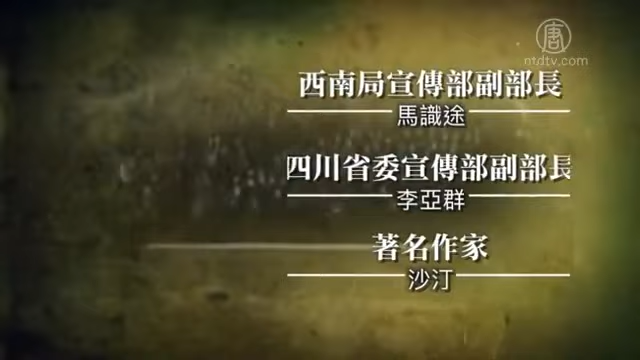 唐
ntdtv.com
西南局宣傳部副部長
馬識途
四川省委宣傳部副部長
李亞群
著名作家
沙汀